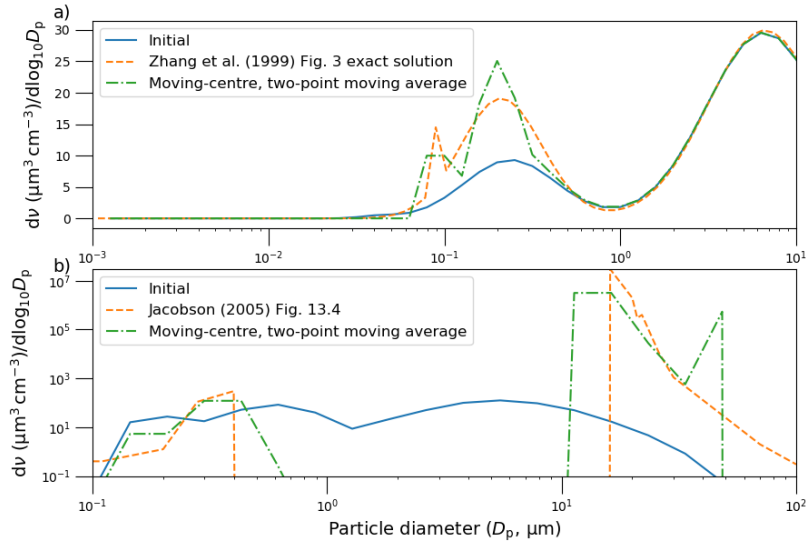 a)
dν (μm³ cm⁻³)/dlog₁₀Dₚ
30
25
20
15
10
5
0
Initial
Zhang et al. (1999) Fig. 3 exact solution
Moving-centre, two-point moving average
10⁻³
10⁻²
10⁻¹
10⁰
10¹
b)
dν (μm³ cm⁻³)/dlog₁₀Dₚ
10⁷
10⁵
10³
10¹
10⁻¹
Initial
Jacobson (2005) Fig. 13.4
Moving-centre, two-point moving average
10⁻¹
10⁰
10¹
10²
Particle diameter (Dₚ, μm)